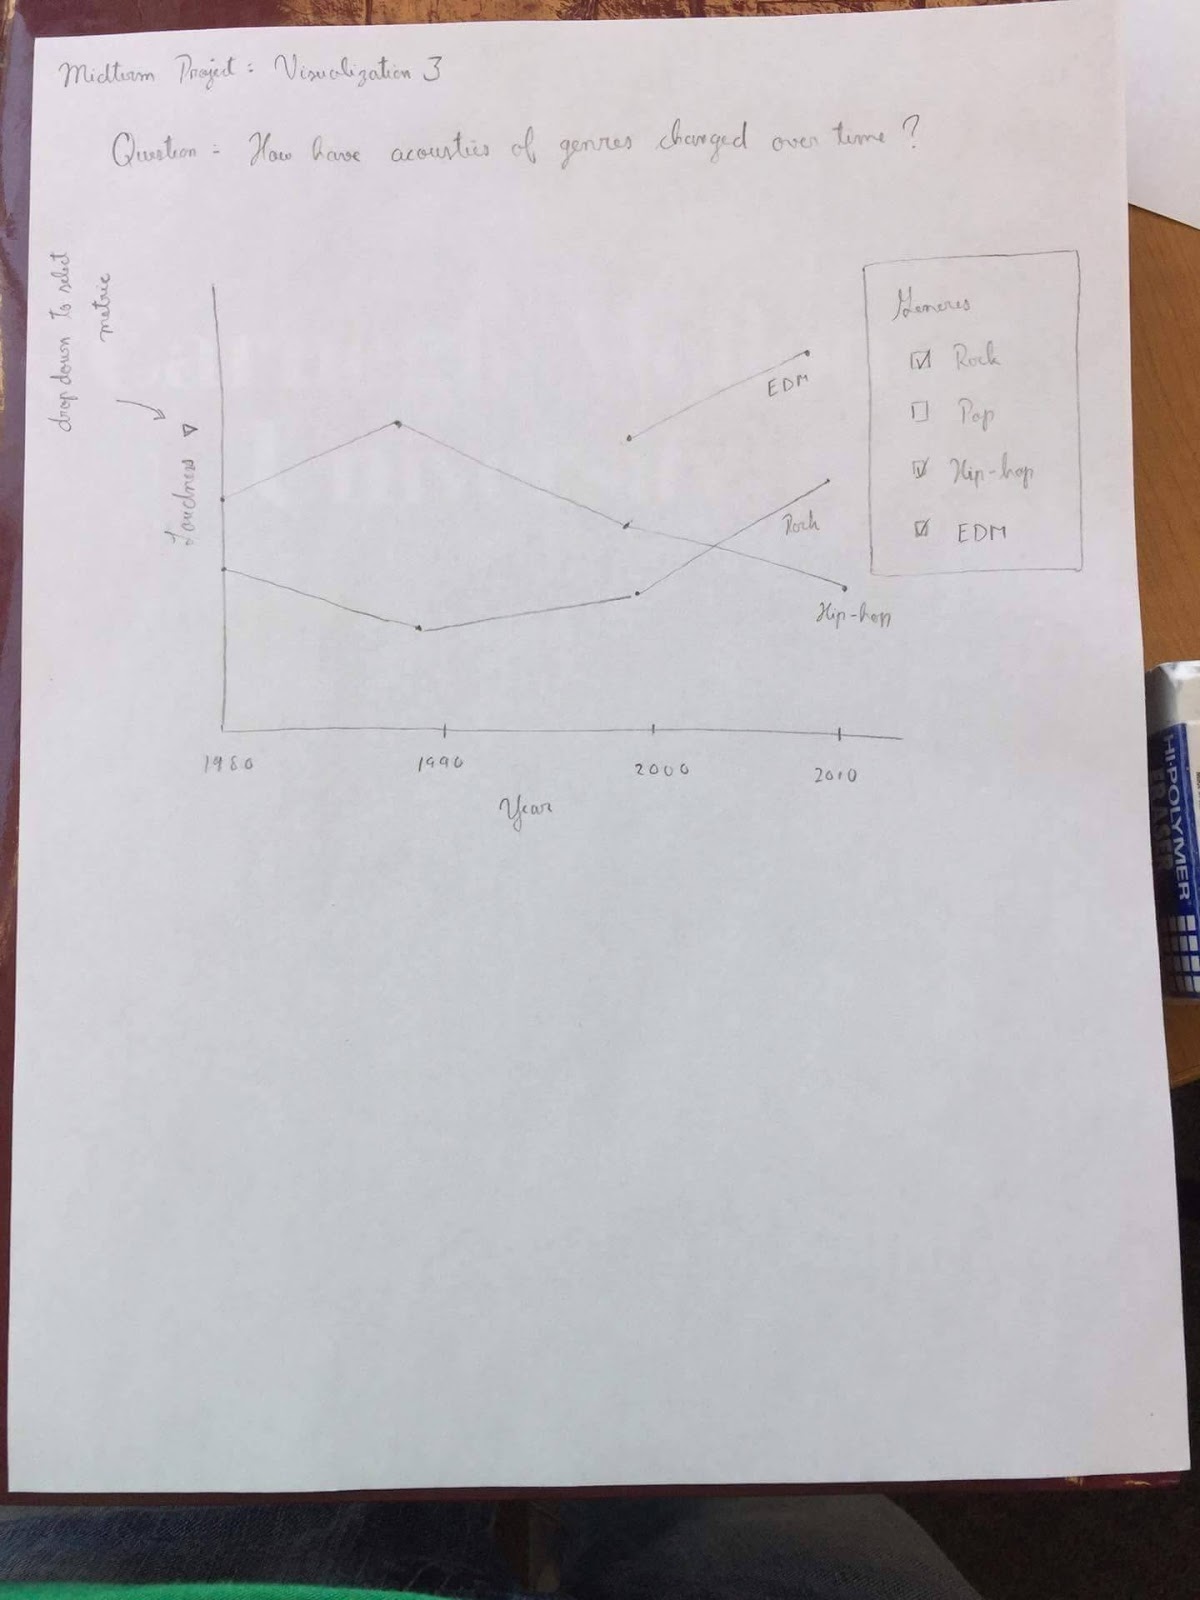 Midterm Project: Visualization 3
Question: How have acoustics of genres changed over time?
drop down to select
metric
Loudness
Genres
Rock
Pop
Hip-hop
EDM
EDM
Rock
Hip-hop
1980 1990 2000 2010
Year
HI-POLYMER
ERASER